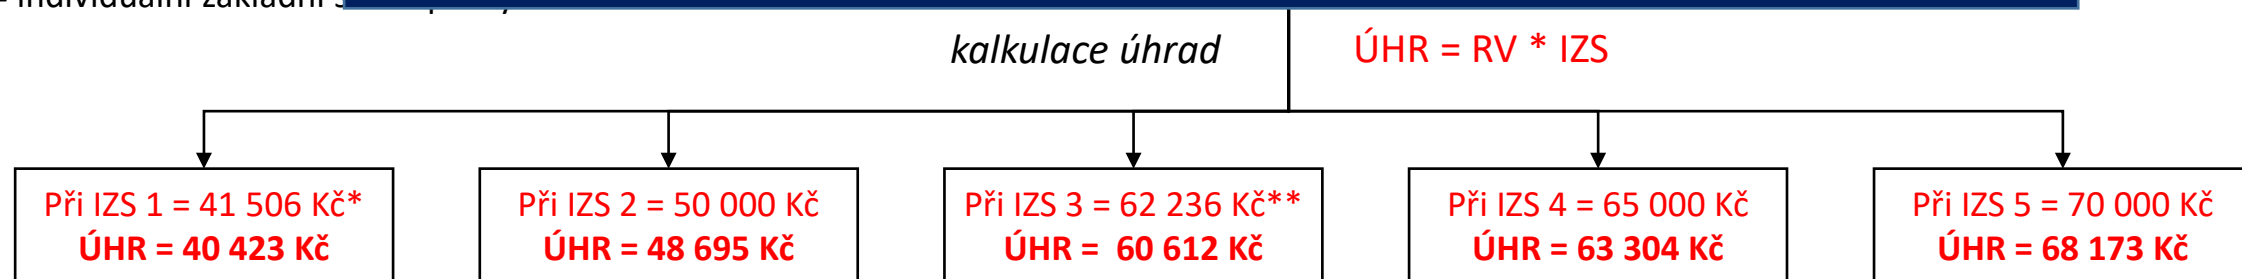 - Individuální základní
kalkulace úhrad
ÚHR = RV * IZS
Při IZS 1 = 41 506 Kč*
ÚHR = 40 423 Kč
Při IZS 2 = 50 000 Kč
ÚHR = 48 695 Kč
Při IZS 3 = 62 236 Kč**
ÚHR = 60 612 Kč
Při IZS 4 = 65 000 Kč
ÚHR = 63 304 Kč
Při IZS 5 = 70 000 Kč
ÚHR = 68 173 Kč